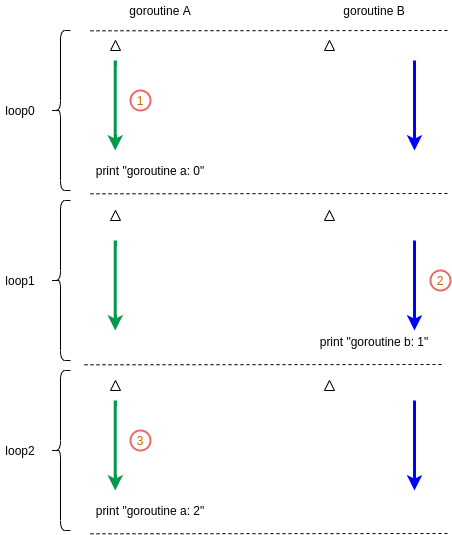 goroutine A
goroutine B
loop0
1
print "goroutine a: 0"
loop1
2
print "goroutine b: 1"
loop2
3
print "goroutine a: 2"